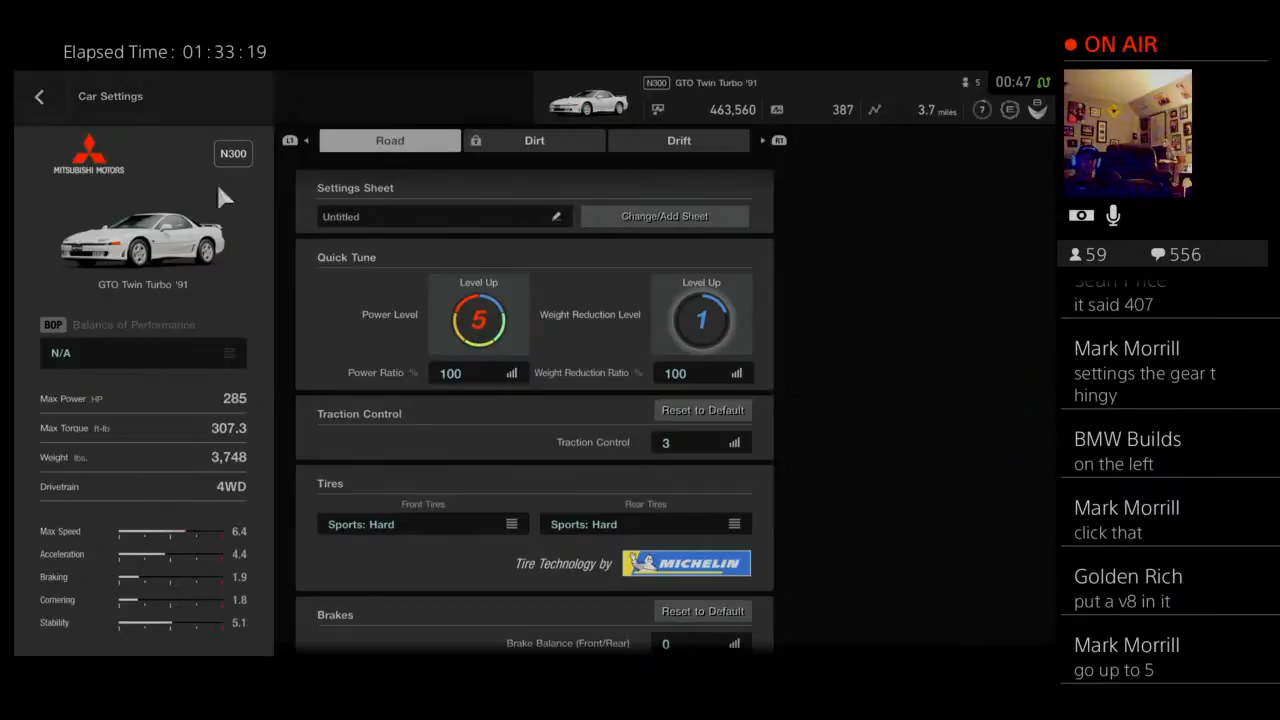 Elapsed Time: 01:33:19
ON AIR
Car Settings
N300 GTO Twin Turbo '91
5
00:47
463,560
387
3.7 miles
7
E
B
L1
Road
Dirt
Drift
R1
MITSUBISHI MOTORS
N300
GTO Twin Turbo '91
BOP Balance of Performance
N/A
Max Power HP 285
Max Torque ft-lb 307.3
Weight lbs. 3,748
Drivetrain 4WD
Max Speed 6.4
Acceleration 4.4
Braking 1.9
Cornering 1.8
Stability 5.1
Settings Sheet
Untitled
Change/Add Sheet
Quick Tune
Level Up
Level Up
Power Level 5
Weight Reduction Level 1
Power Ratio % 100
Weight Reduction Ratio % 100
Traction Control
Reset to Default
Traction Control 3
Tires
Front Tires
Rear Tires
Sports: Hard
Sports: Hard
Tire Technology by MICHELIN
Brakes
Reset to Default
Brake Balance (Front/Rear) 0
59
556
Sean Price
it said 407
Mark Morrill
settings the gear t
hingy
BMW Builds
on the left
Mark Morrill
click that
Golden Rich
put a v8 in it
Mark Morrill
go up to 5